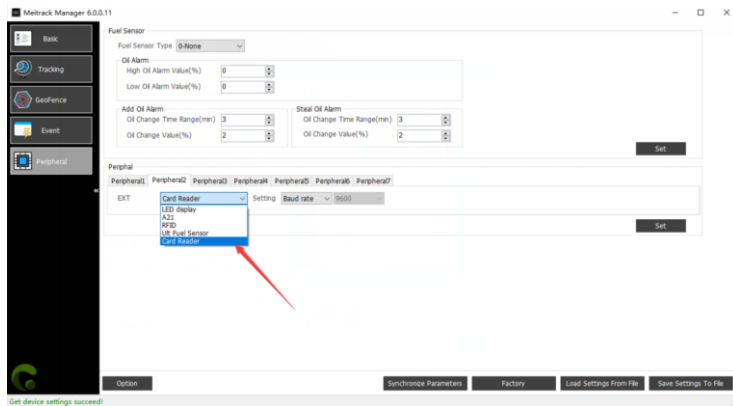 Meitrack Manager 6.0.0.11
Basic
Tracking
GeoFence
Event
Peripheral
«
Fuel Sensor
Fuel Sensor Type 0-None
Oil Alarm
High Oil Alarm Value(%) 0
Low Oil Alarm Value(%) 0
Add Oil Alarm
Oil Change Time Range(min) 3
Oil Change Value(%) 2
Steal Oil Alarm
Oil Change Time Range(min) 3
Oil Change Value(%) 2
Set
Periphal
Peripheral1 Peripheral2 Peripheral3 Peripheral4 Peripheral5 Peripheral6 Peripheral7
EXT Card Reader Setting Baud rate 9600
LED display
A21
RFID
Ult Fuel Sensor
Card Reader
Set
Option Synchronize Parameters Factory Load Settings From File Save Settings To File
Get device settings succeed!